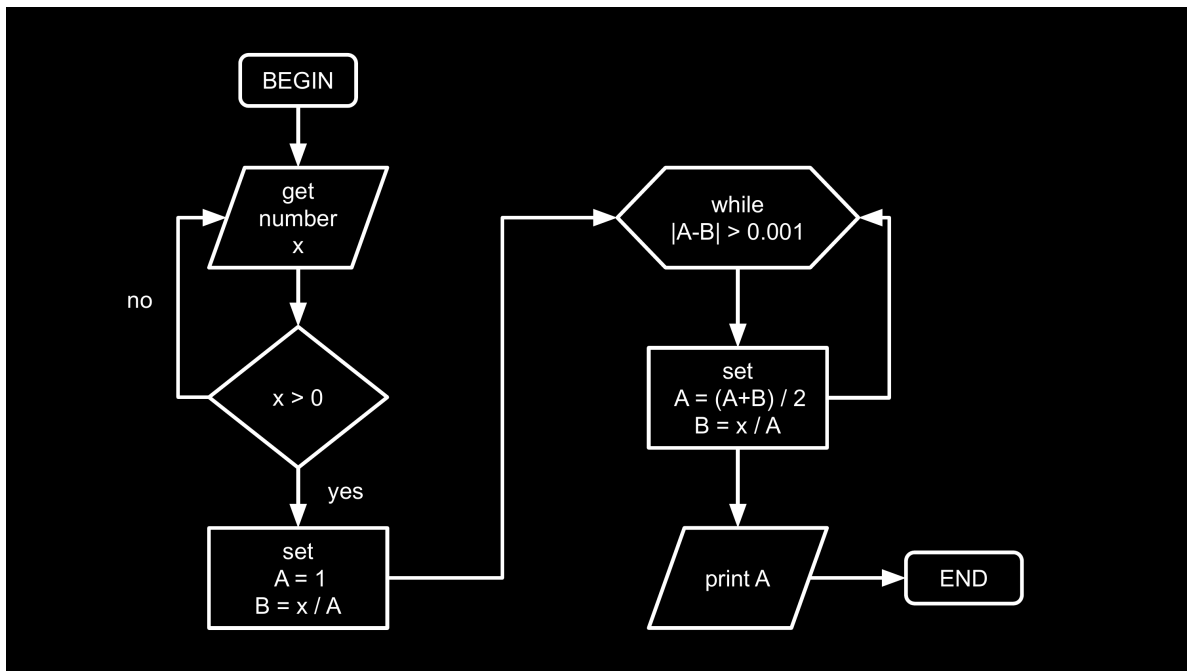 BEGIN
get
number
x
no
x > 0
yes
set
A = 1
B = x / A
while
|A-B| > 0.001
set
A = (A+B) / 2
B = x / A
print A
END